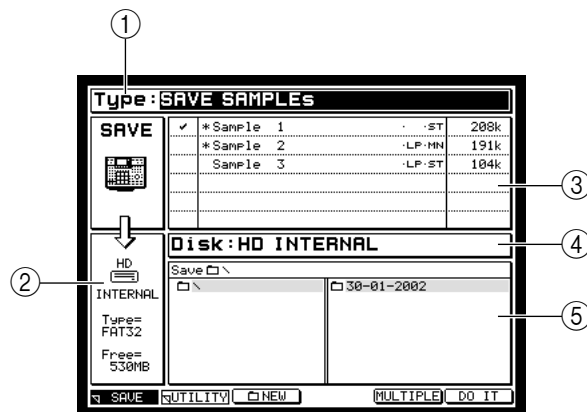 ①
Type:SAVE SAMPLEs
SAVE
✓ *Sample 1 · ·ST 208k
*Sample 2 ·LP·MN 191k
Sample 3 ·LP·ST 104k
③
Disk:HD INTERNAL
④
②
HD
INTERNAL
Type=
FAT32
Free=
530MB
Save \
\
30-01-2002
⑤
SAVE UTILITY NEW MULTIPLE DO IT